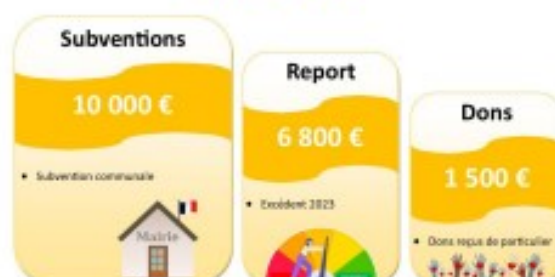 Subventions
10 000 €
• Subvention communale
Mairie
Report
6 800 €
• Excédent 2023
Dons
1 500 €
• Dons reçus de particulier